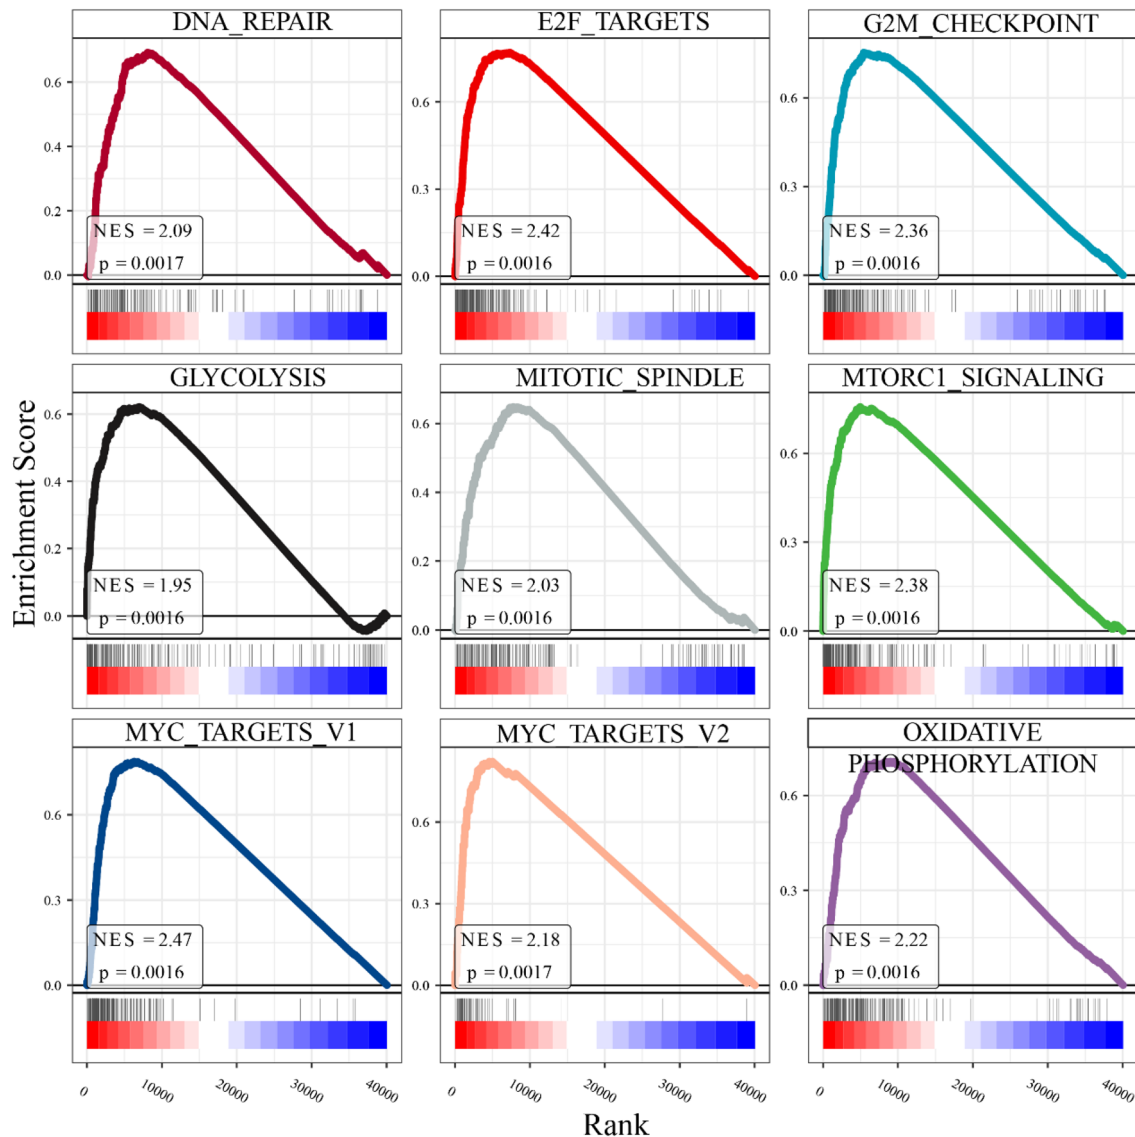 DNA_REPAIR
E2F_TARGETS
G2M_CHECKPOINT
0.6
0.4
0.2
0.0
NES =2.09
p =0.0017
0.6
0.3
0.0
NES =2.42
p =0.0016
0.6
0.3
0.0
NES =2.36
p =0.0016
GLYCOLYSIS
MITOTIC_SPINDLE
MTORC1_SIGNALING
Enrichment Score
0.6
0.4
0.2
0.0
NES =1.95
p =0.0016
0.6
0.4
0.2
0.0
NES =2.03
p =0.0016
0.6
0.3
0.0
NES =2.38
p =0.0016
MYC_TARGETS_V1
MYC_TARGETS_V2
OXIDATIVE
PHOSPHORYLATION
0.6
0.3
0.0
NES =2.47
p =0.0016
0.6
0.3
0.0
NES =2.18
p =0.0017
0.6
0.3
0.0
NES =2.22
p =0.0016
0 10000 20000 30000 40000
0 10000 20000 30000 40000
0 10000 20000 30000 40000
Rank